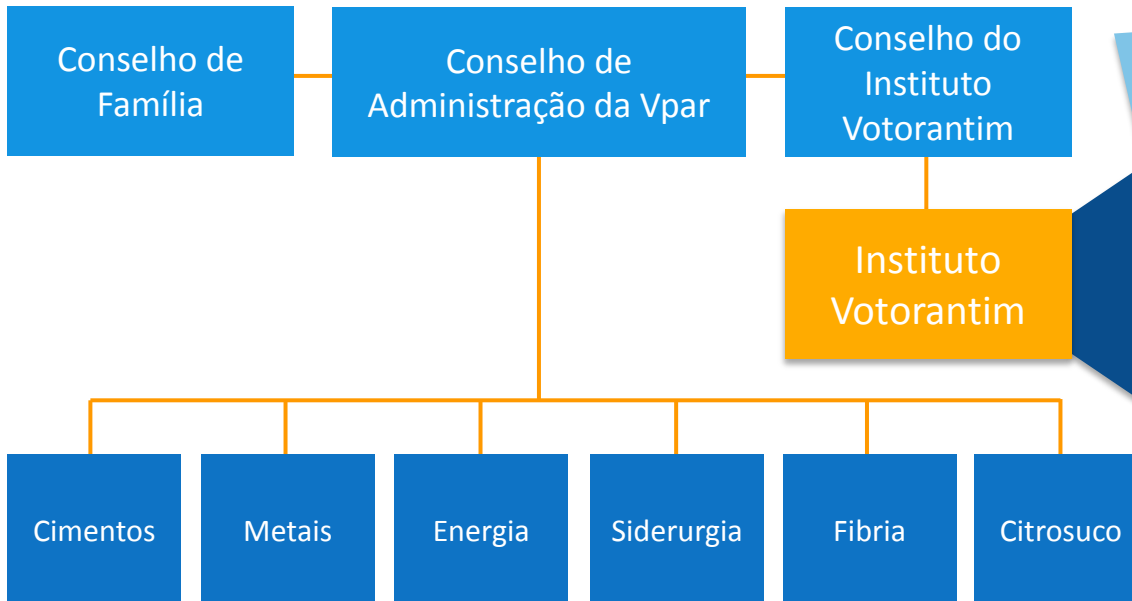 Conselho de
Família
Conselho de
Administração da Vpar
Conselho do
Instituto
Votorantim
Instituto
Votorantim
Cimentos
Metais
Energia
Siderurgia
Fibria
Citrosuco